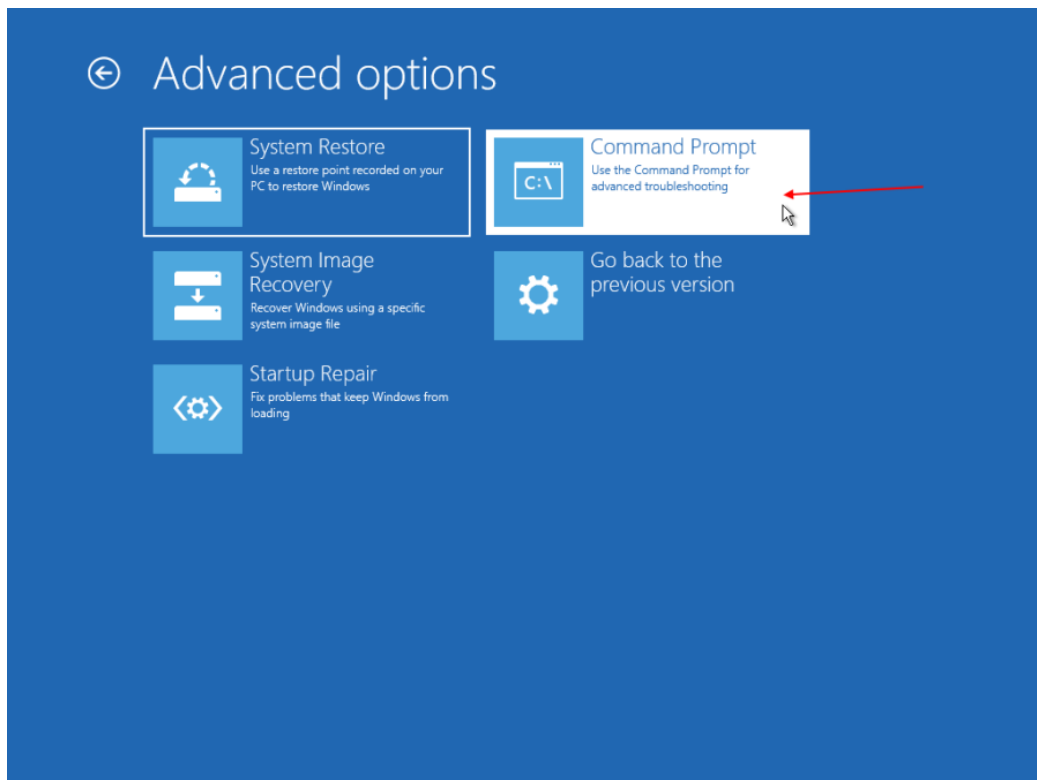 Advanced options
System Restore
Use a restore point recorded on your
PC to restore Windows
Command Prompt
Use the Command Prompt for
advanced troubleshooting
C:\
System Image
Recovery
Recover Windows using a specific
system image file
Go back to the
previous version
Startup Repair
Fix problems that keep Windows from
loading